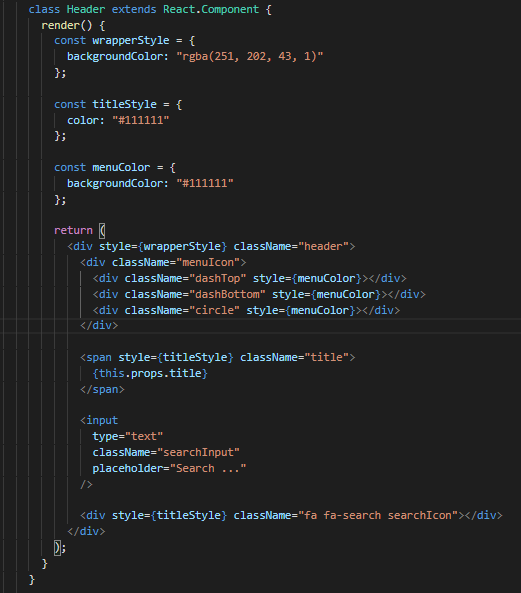 class Header extends React.Component {
  render() {
    const wrapperStyle = {
      backgroundColor: "rgba(251, 202, 43, 1)"
    };

    const titleStyle = {
      color: "#111111"
    };

    const menuColor = {
      backgroundColor: "#111111"
    };

    return (
      <div style={wrapperStyle} className="header">
        <div className="menuIcon">
          <div className="dashTop" style={menuColor}></div>
          <div className="dashBottom" style={menuColor}></div>
          <div className="circle" style={menuColor}></div>
        </div>

        <span style={titleStyle} className="title">
          {this.props.title}
        </span>

        <input
          type="text"
          className="searchInput"
          placeholder="Search ..."
        />

        <div style={titleStyle} className="fa fa-search searchIcon"></div>
      </div>
    );
  }
}